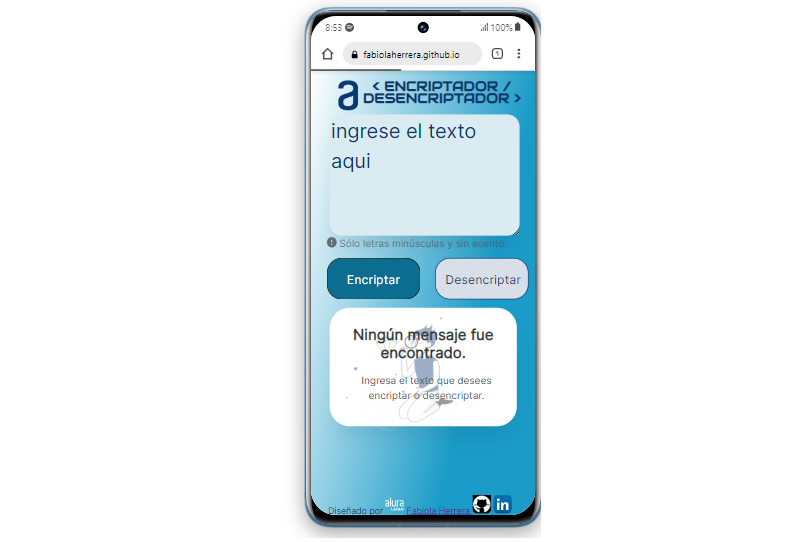 8:53
100%
fabiolaherrera.github.io
1
a
< ENCRIPTADOR /
DESENCRIPTADOR >
ingrese el texto
aqui
Sólo letras minúsculas y sin acento.
Encriptar
Desencriptar
Ningún mensaje fue
encontrado.
Ingresa el texto que desees
encriptar o desencriptar.
Diseñado por alura LATAM Fabiola Herrera in